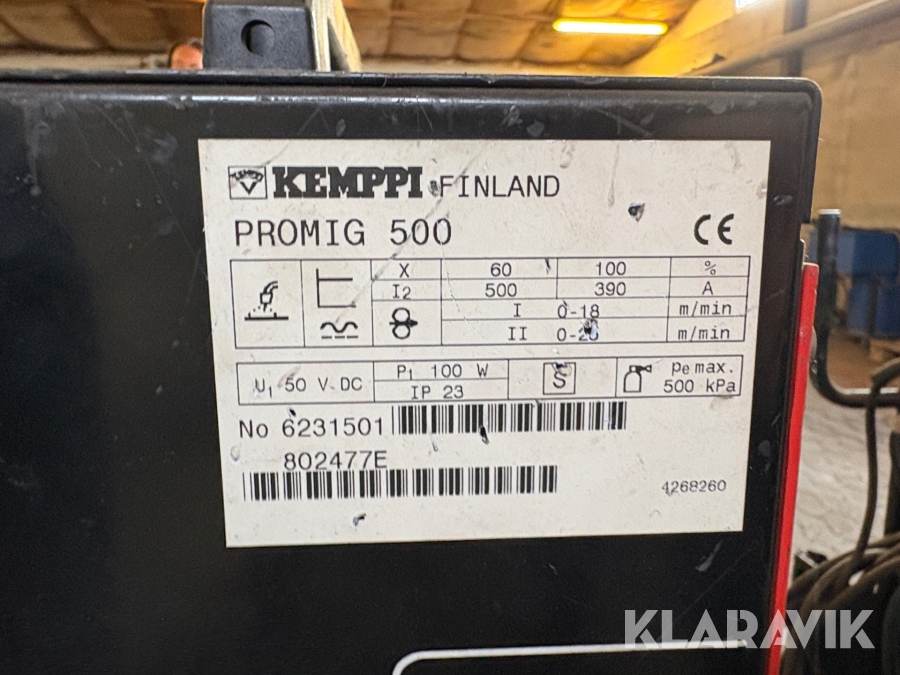 KEMPPI FINLAND
PROMIG 500
CE
X 60 100 %
I2 500 390 A
I 0-18 m/min
II m/min
U1 50 V DC
P1 100 W
IP 23
S
pe max.
500 kPa
No 6231501
802477E
4268260
KLARAVIK